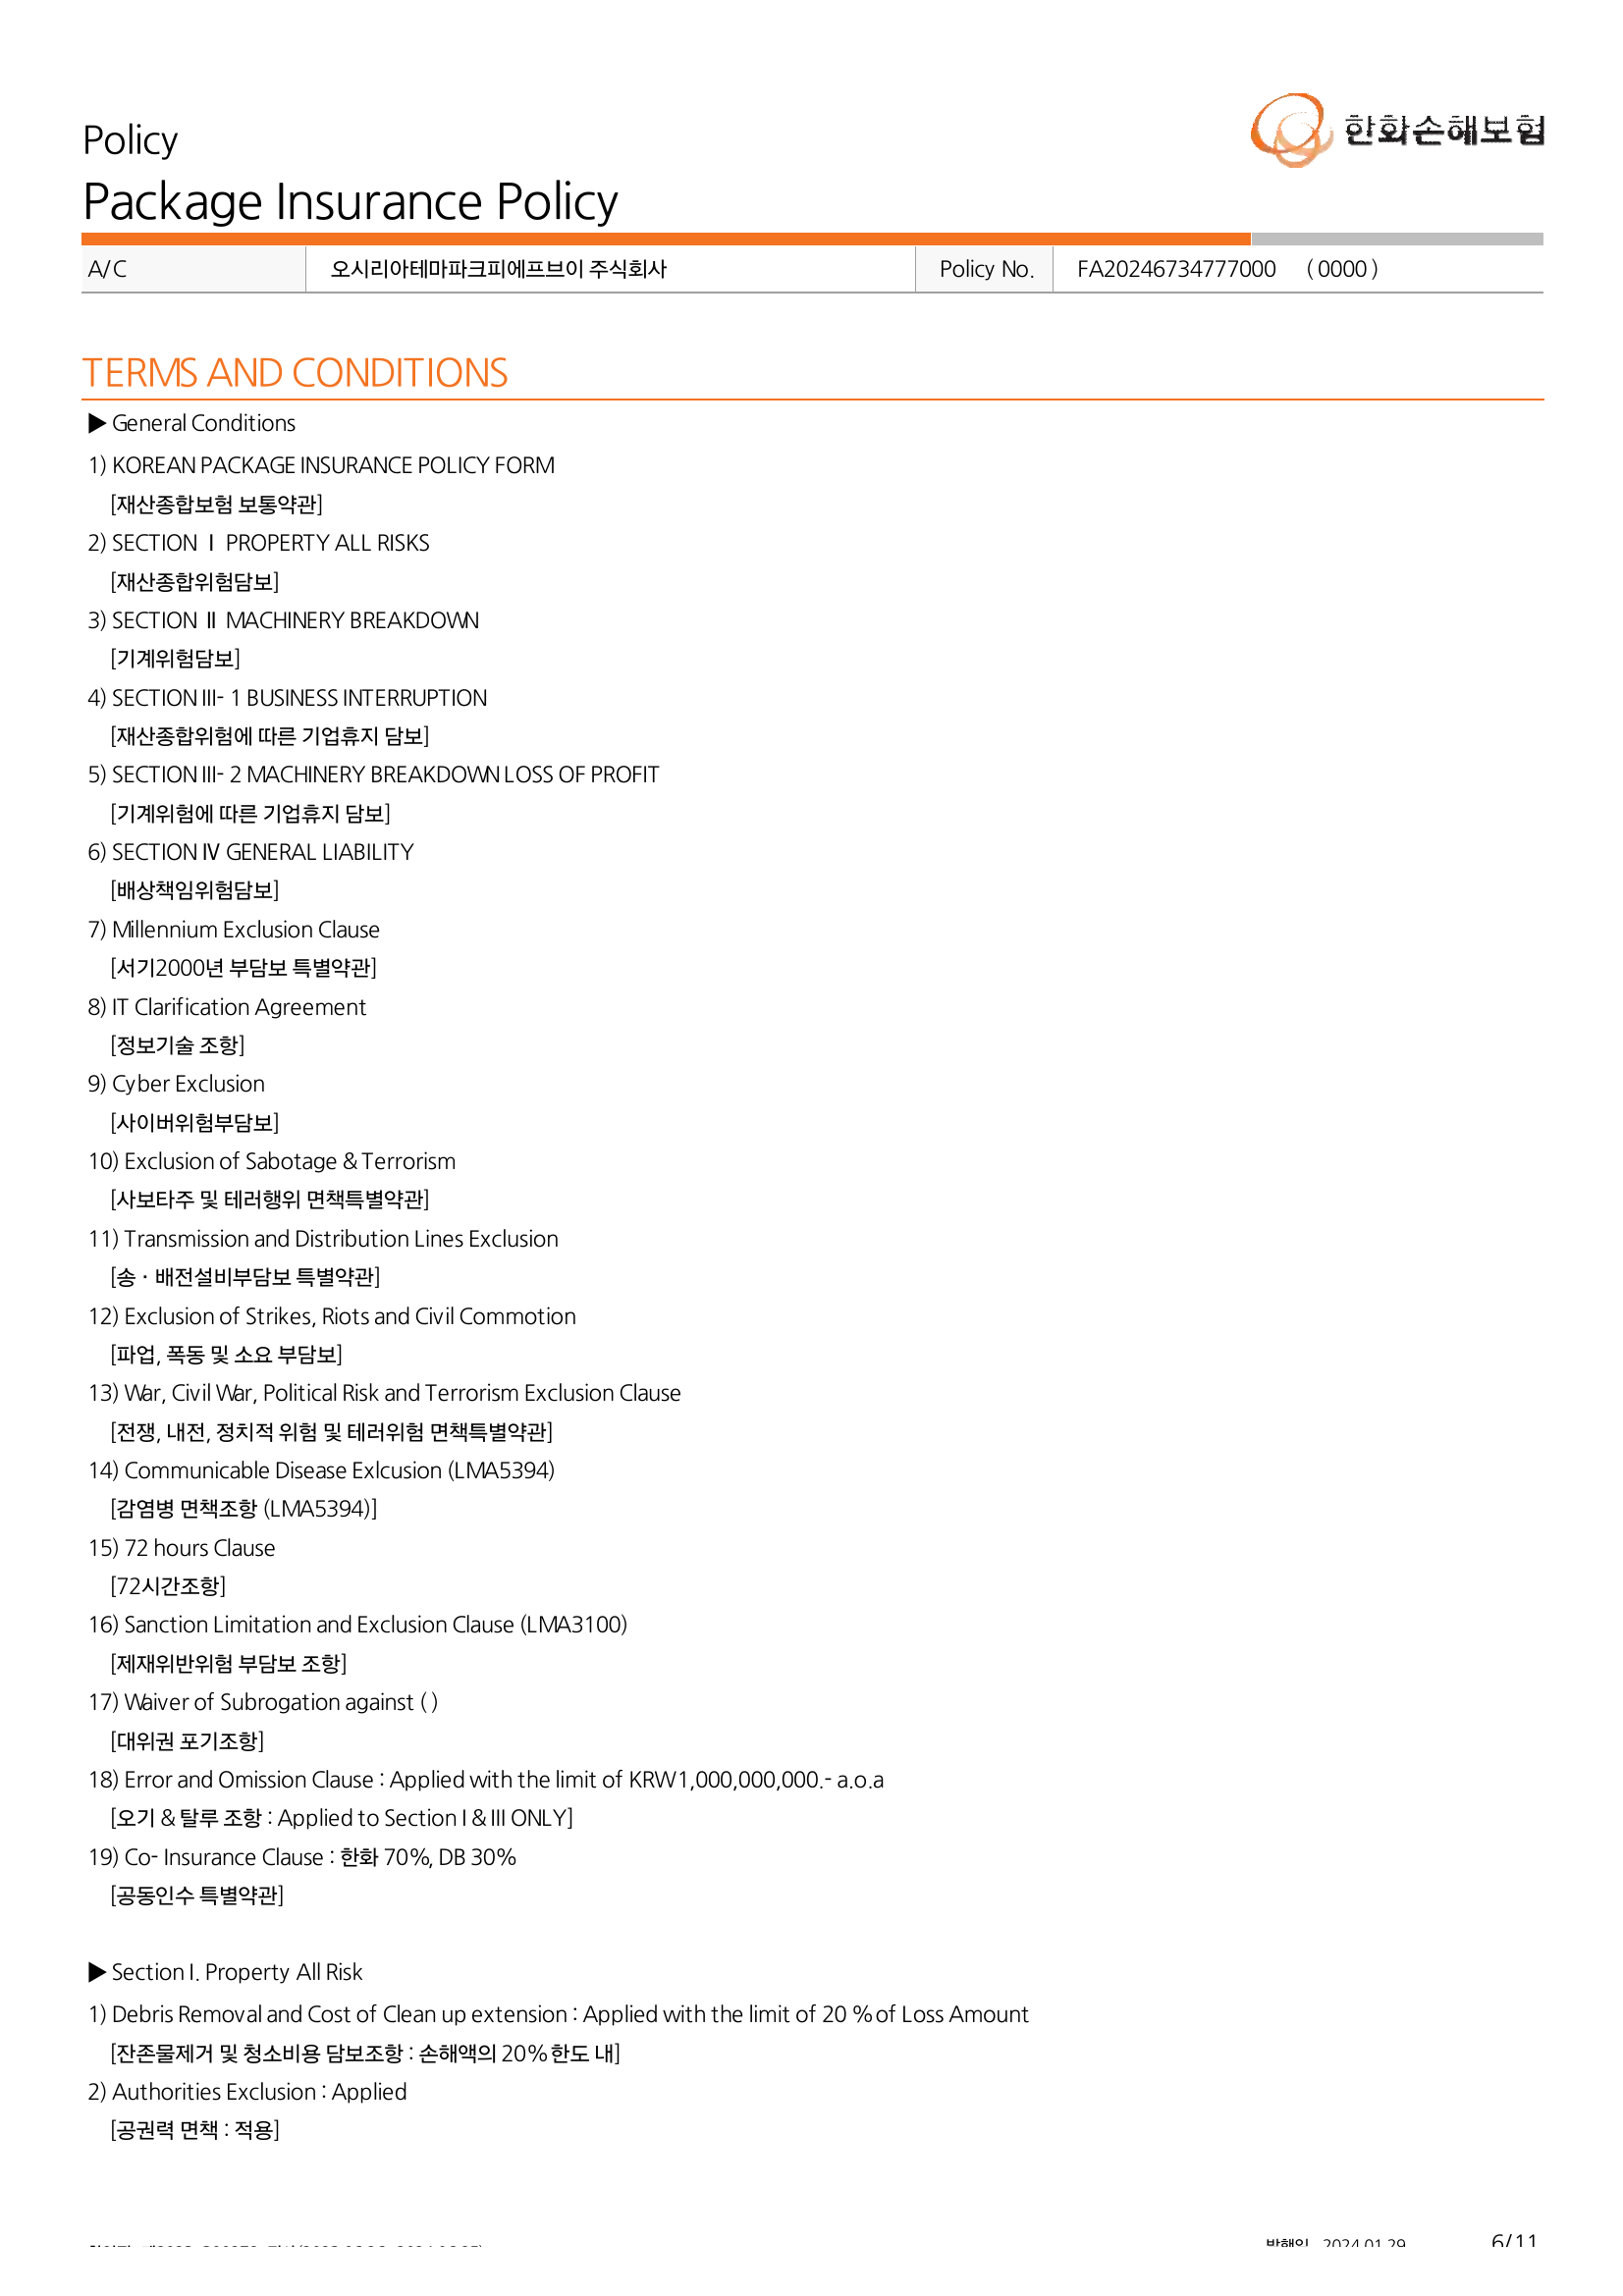 한화손해보험
Policy
Package Insurance Policy
A/C 오시리아테마파크피에프브이 주식회사 Policy No. FA20246734777000 ( 0000 )
TERMS AND CONDITIONS
▶ General Conditions
1) KOREAN PACKAGE INSURANCE POLICY FORM
[재산종합보험 보통약관]
2) SECTION Ⅰ PROPERTY ALL RISKS
[재산종합위험담보]
3) SECTION Ⅱ MACHINERY BREAKDOWN
[기계위험담보]
4) SECTION III- 1 BUSINESS INTERRUPTION
[재산종합위험에 따른 기업휴지 담보]
5) SECTION III- 2 MACHINERY BREAKDOWN LOSS OF PROFIT
[기계위험에 따른 기업휴지 담보]
6) SECTION Ⅳ GENERAL LIABILITY
[배상책임위험담보]
7) Millennium Exclusion Clause
[서기2000년 부담보 특별약관]
8) IT Clarification Agreement
[정보기술 조항]
9) Cyber Exclusion
[사이버위험부담보]
10) Exclusion of Sabotage & Terrorism
[사보타주 및 테러행위 면책특별약관]
11) Transmission and Distribution Lines Exclusion
[송ㆍ배전설비부담보 특별약관]
12) Exclusion of Strikes, Riots and Civil Commotion
[파업, 폭동 및 소요 부담보]
13) War, Civil War, Political Risk and Terrorism Exclusion Clause
[전쟁, 내전, 정치적 위험 및 테러위험 면책특별약관]
14) Communicable Disease Exlcusion (LMA5394)
[감염병 면책조항 (LMA5394)]
15) 72 hours Clause
[72시간조항]
16) Sanction Limitation and Exclusion Clause (LMA3100)
[제재위반위험 부담보 조항]
17) Waiver of Subrogation against ( )
[대위권 포기조항]
18) Error and Omission Clause : Applied with the limit of KRW1,000,000,000.- a.o.a
[오기 & 탈루 조항 : Applied to Section I & III ONLY]
19) Co- Insurance Clause : 한화 70%, DB 30%
[공동인수 특별약관]
▶ Section I. Property All Risk
1) Debris Removal and Cost of Clean up extension : Applied with the limit of 20 % of Loss Amount
[잔존물제거 및 청소비용 담보조항 : 손해액의 20% 한도 내]
2) Authorities Exclusion : Applied
[공권력 면책 : 적용]
발행일 2024.01.29 6/11